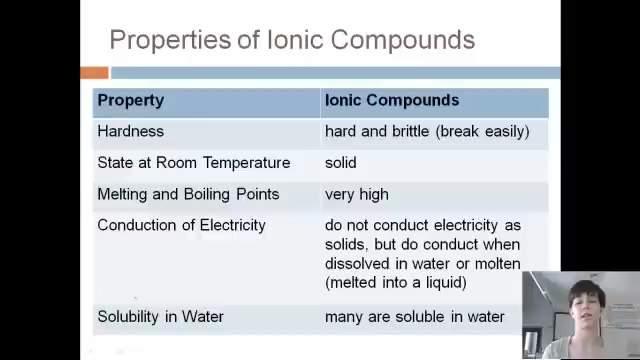 Properties of Ionic Compounds
Property Ionic Compounds
Hardness hard and brittle (break easily)
State at Room Temperature solid
Melting and Boiling Points very high
Conduction of Electricity do not conduct electricity as
solids, but do conduct when
dissolved in water or molten
(melted into a liquid)
Solubility in Water many are soluble in water